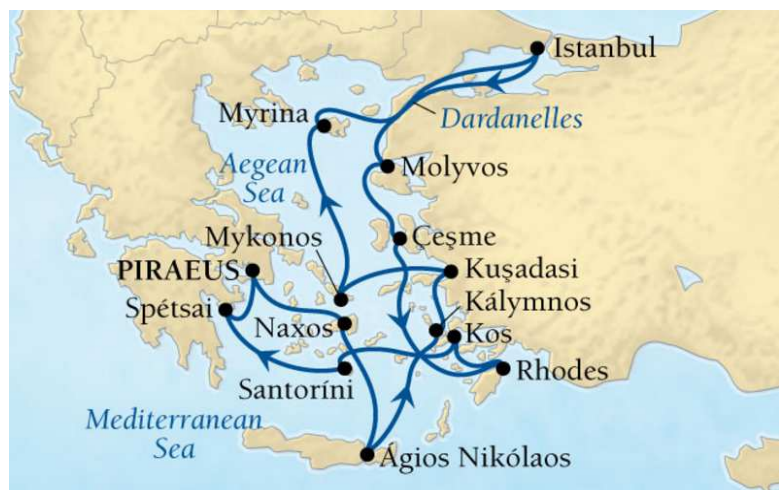 Istanbul
Myrina
Dardanelles
Aegean
Sea
Molyvos
Mykonos
Ceşme
PIRAEUS
Kuşadasi
Spétsai
Kálymnos
Naxos
Kos
Santoríni
Rhodes
Mediterranean
Sea
Ágios Nikólaos